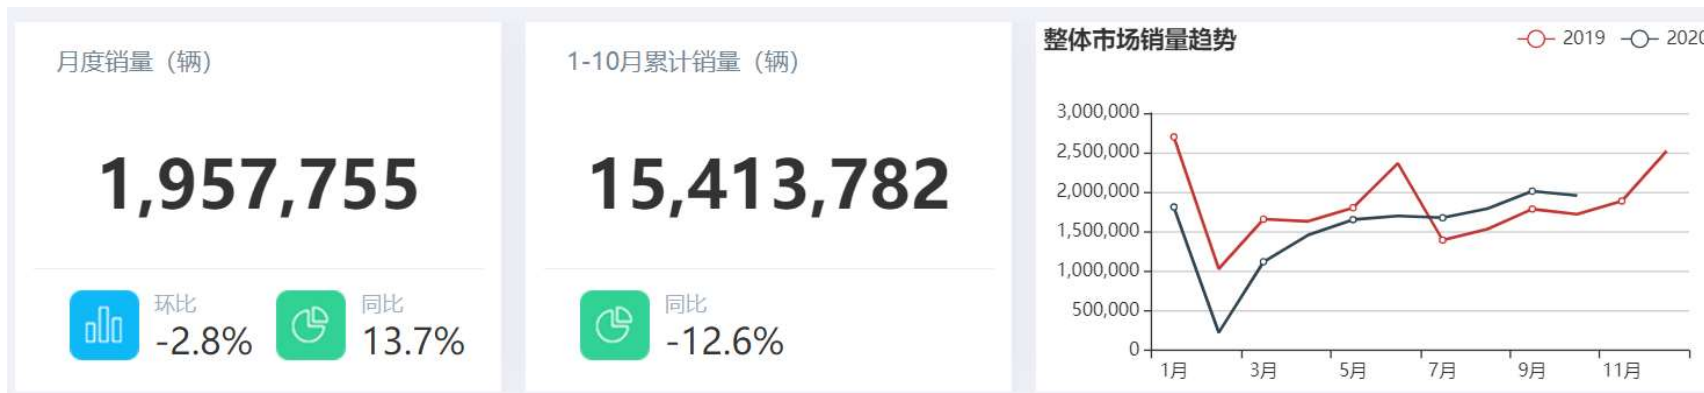 月度销量（辆）
1,957,755
环比
-2.8%
同比
13.7%
1-10月累计销量（辆）
15,413,782
同比
-12.6%
整体市场销量趋势
2019
2020
3,000,000
2,500,000
2,000,000
1,500,000
1,000,000
500,000
0
1月
3月
5月
7月
9月
11月